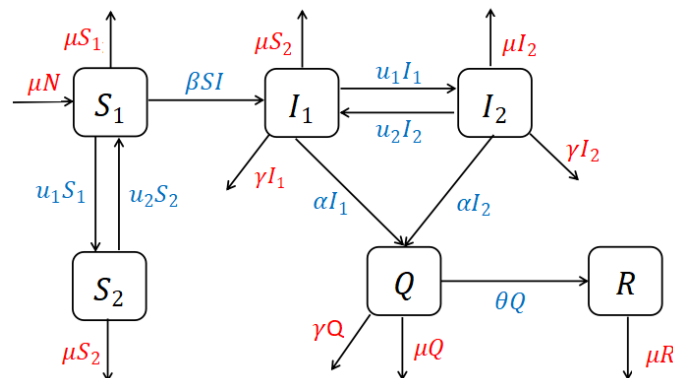 μS₁ μS₂ μI₂
μN S₁ βSI I₁ u₁I₁ I₂
u₂I₂
γI₁ γI₂
u₁S₁ u₂S₂ αI₁ αI₂
S₂ Q θQ R
γQ μQ μR
μS₂